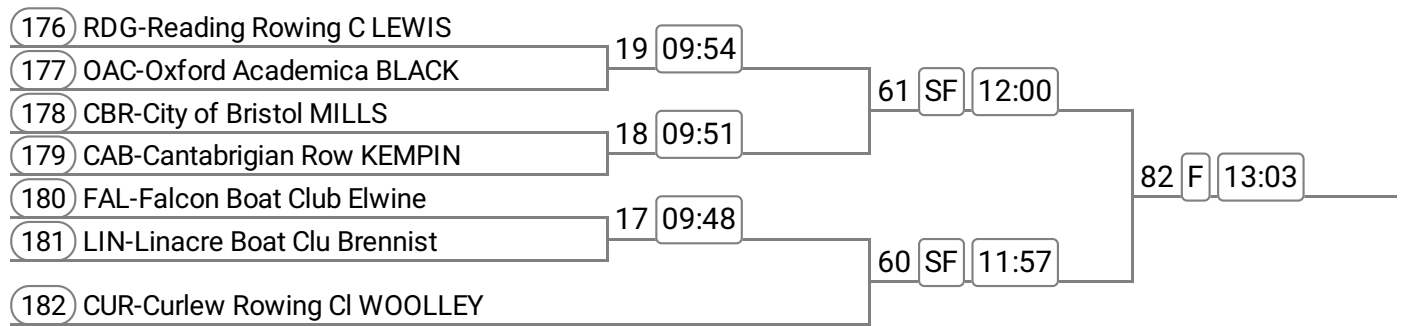 176 RDG-Reading Rowing C LEWIS
19 09:54
177 OAC-Oxford Academica BLACK
61 SF 12:00
178 CBR-City of Bristol MILLS
18 09:51
179 CAB-Cantabrigian Row KEMPIN
82 F 13:03
180 FAL-Falcon Boat Club Elwine
17 09:48
181 LIN-Linacre Boat Clu Brennist
60 SF 11:57
182 CUR-Curlew Rowing Cl WOOLLEY